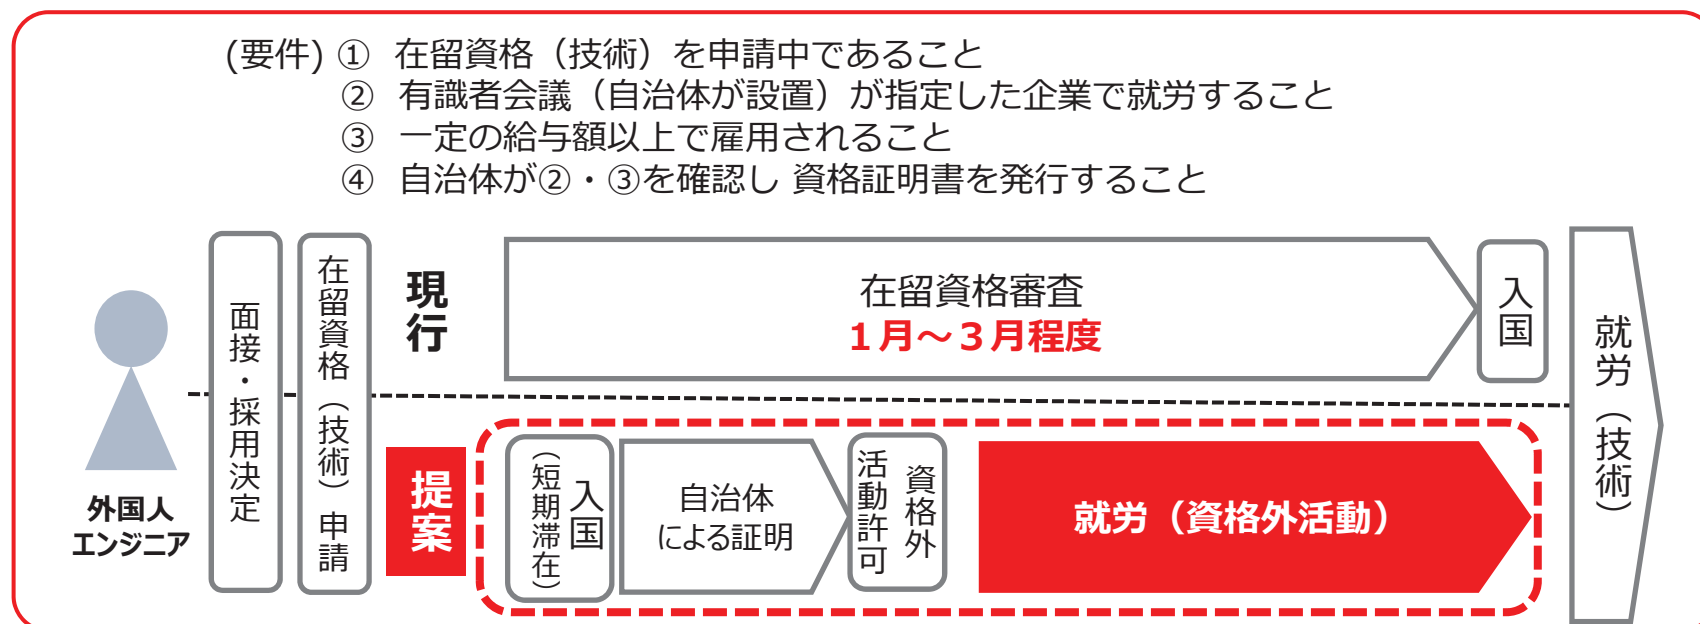 (要件) ① 在留資格（技術）を申請中であること
② 有識者会議（自治体が設置）が指定した企業で就労すること
③ 一定の給与額以上で雇用されること
④ 自治体が②・③を確認し 資格証明書を発行すること
外国人
エンジニア
面接・採用決定
在留資格（技術）申請
現行
在留資格審査
１月～３月程度
入国
提案
入国
（短期滞在）
自治体
による証明
資格外
活動許可
就労（資格外活動）
就労（技術）